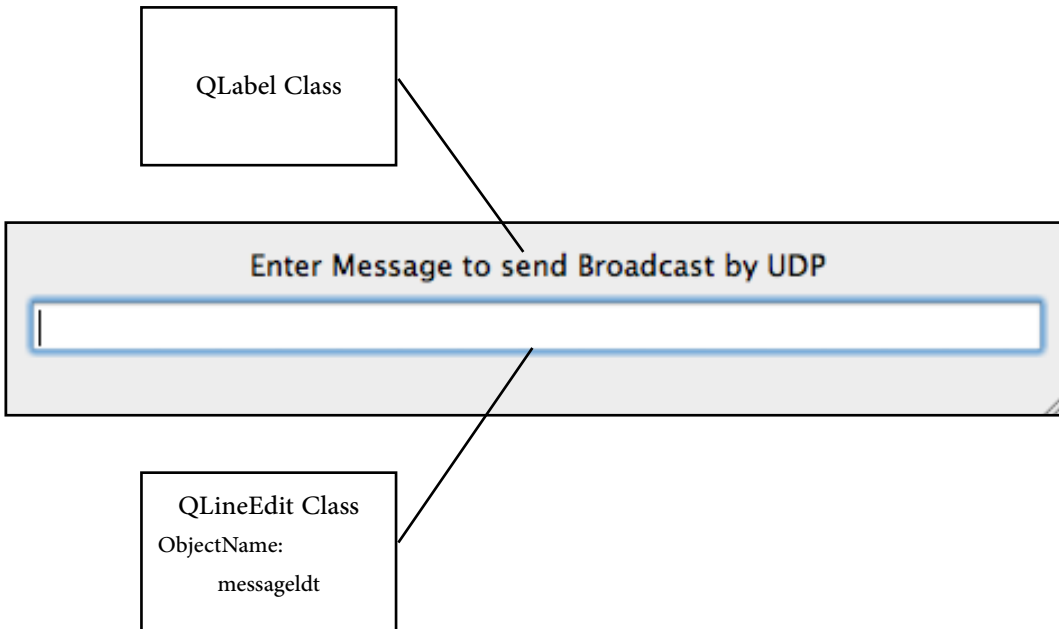 QLabel Class
Enter Message to send Broadcast by UDP
QLineEdit Class
ObjectName:
messageldt